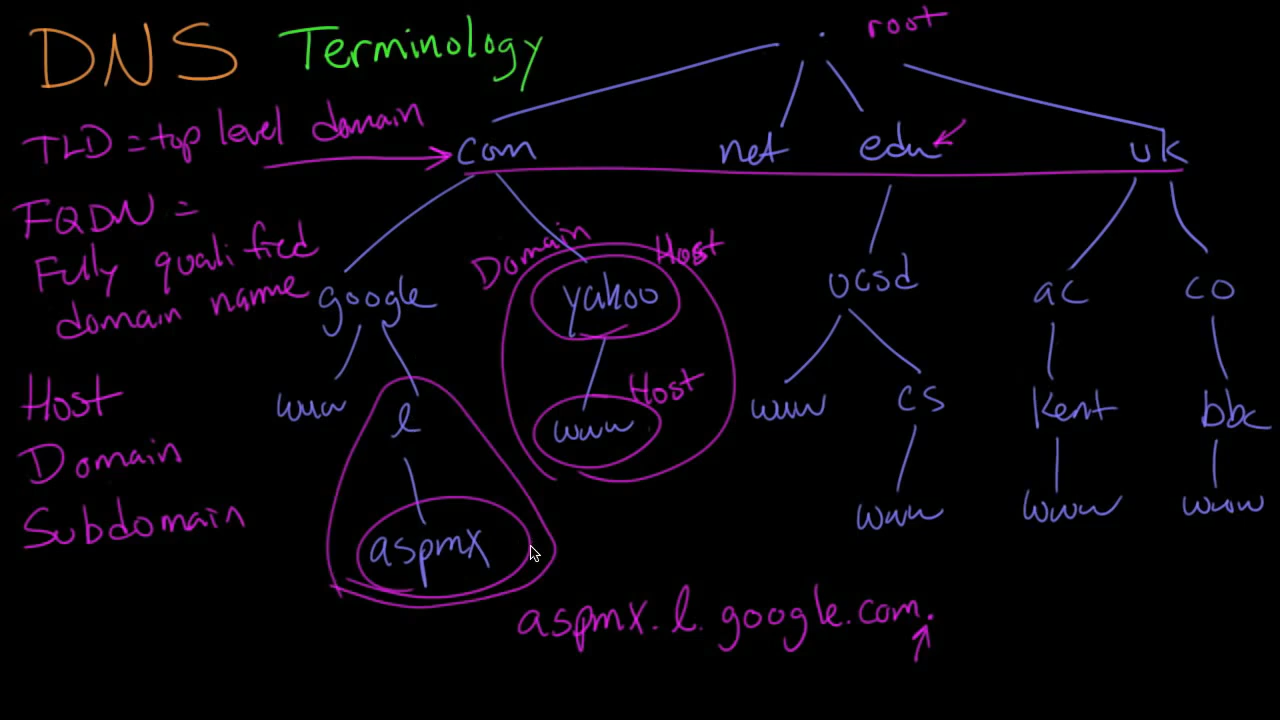 DNS Terminology
. root
TLD = top level domain
com net edu uk
FQDN =
Fully qualified
domain name
Domain Host
google yahoo ucsd ac co
Host
Host
www l www www cs Kent bbc
Domain
Subdomain
aspmx www www www
aspmx.l.google.com.